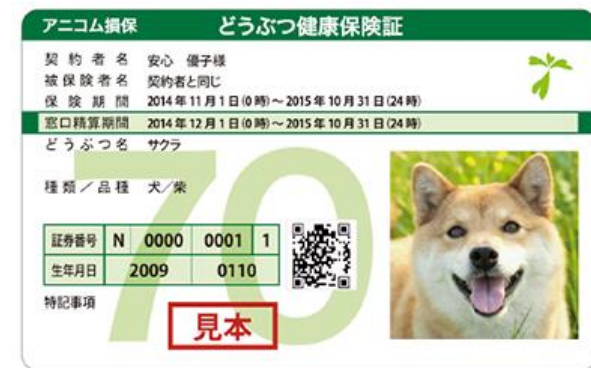 アニコム損保 どうぶつ健康保険証
契約者名 安心 優子様
被保険者名 契約者と同じ
保険期間 2014年11月1日(0時)～2015年10月31日(24時)
窓口精算期間 2014年12月1日(0時)～2015年10月31日(24時)
どうぶつ名 サクラ
種類／品種 犬／柴
70
証券番号 N 0000 0001 1
生年月日 2009 0110
特記事項
見本